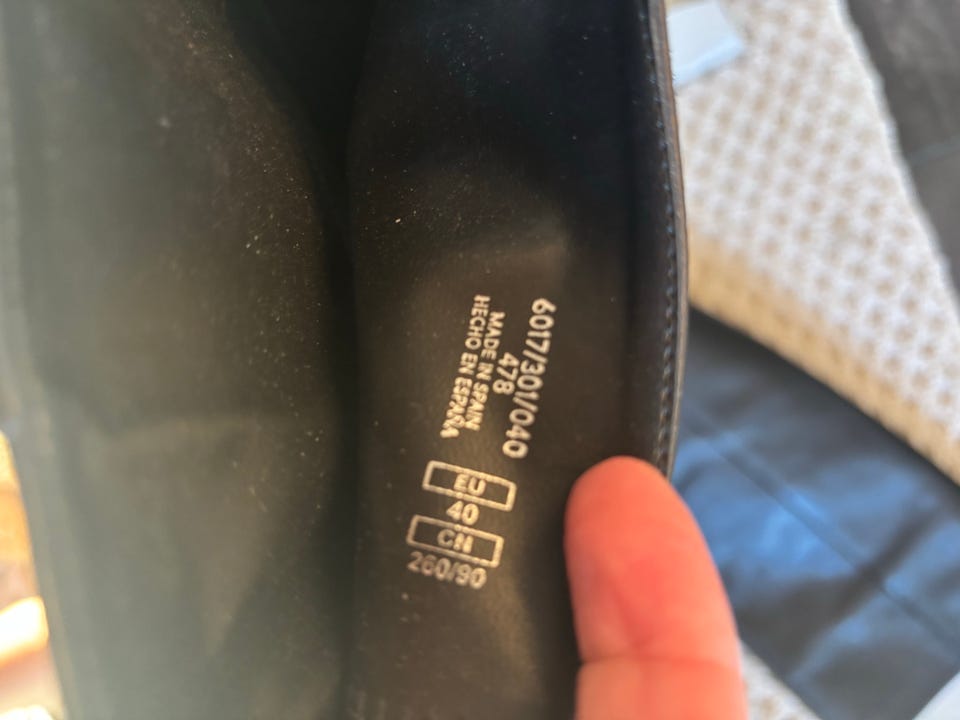 6017/301/040
478
MADE IN SPAIN
HECHO EN ESPAÑA
EU
40
CN
260/90